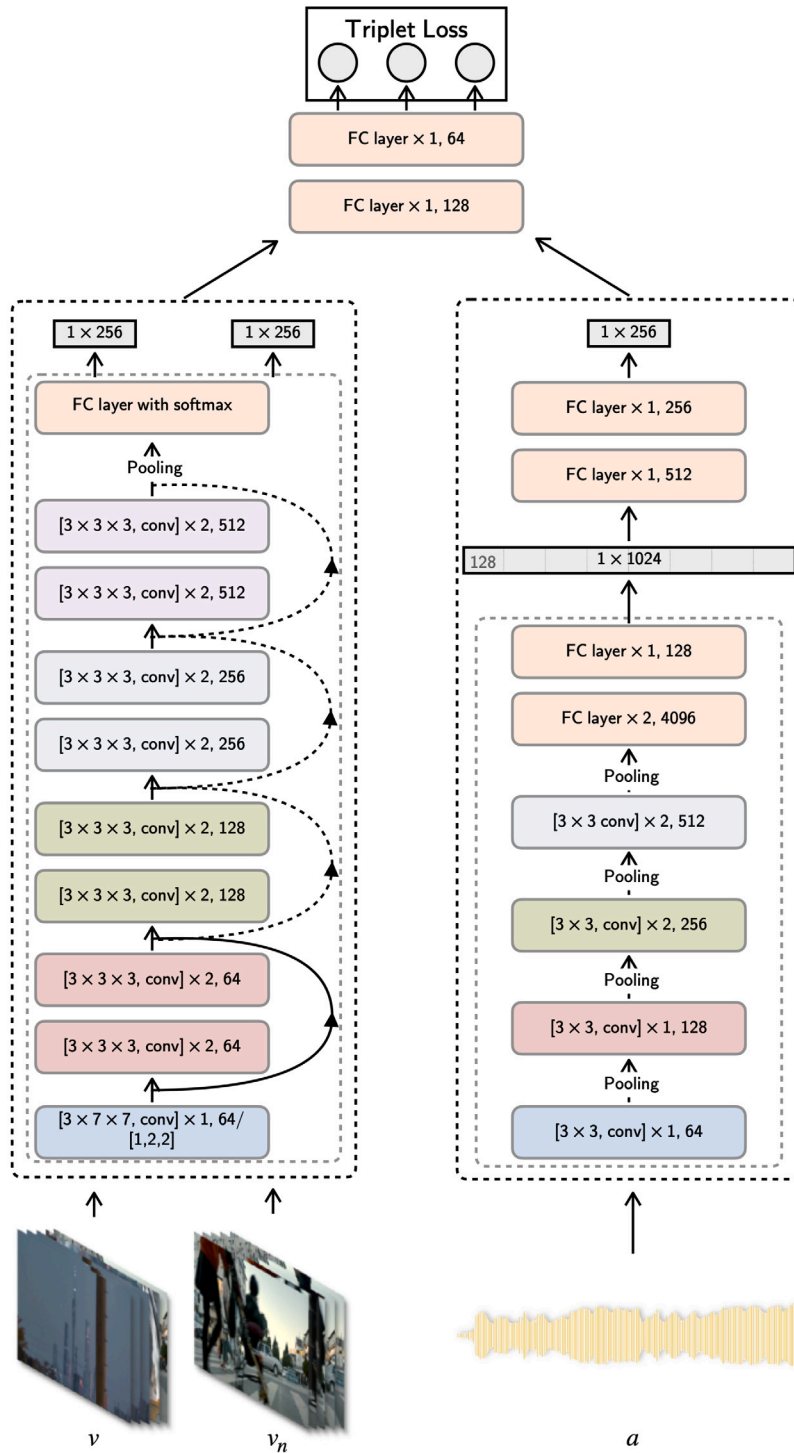 Triplet Loss
FC layer × 1, 64
FC layer × 1, 128
1 × 256
1 × 256
FC layer with softmax
Pooling
[3 × 3 × 3, conv] × 2, 512
[3 × 3 × 3, conv] × 2, 512
[3 × 3 × 3, conv] × 2, 256
[3 × 3 × 3, conv] × 2, 256
[3 × 3 × 3, conv] × 2, 128
[3 × 3 × 3, conv] × 2, 128
[3 × 3 × 3, conv] × 2, 64
[3 × 3 × 3, conv] × 2, 64
[3 × 7 × 7, conv] × 1, 64/
[1,2,2]
v
v_n
1 × 256
FC layer × 1, 256
FC layer × 1, 512
128 1 × 1024
FC layer × 1, 128
FC layer × 2, 4096
Pooling
[3 × 3 conv] × 2, 512
Pooling
[3 × 3, conv] × 2, 256
Pooling
[3 × 3, conv] × 1, 128
Pooling
[3 × 3, conv] × 1, 64
a